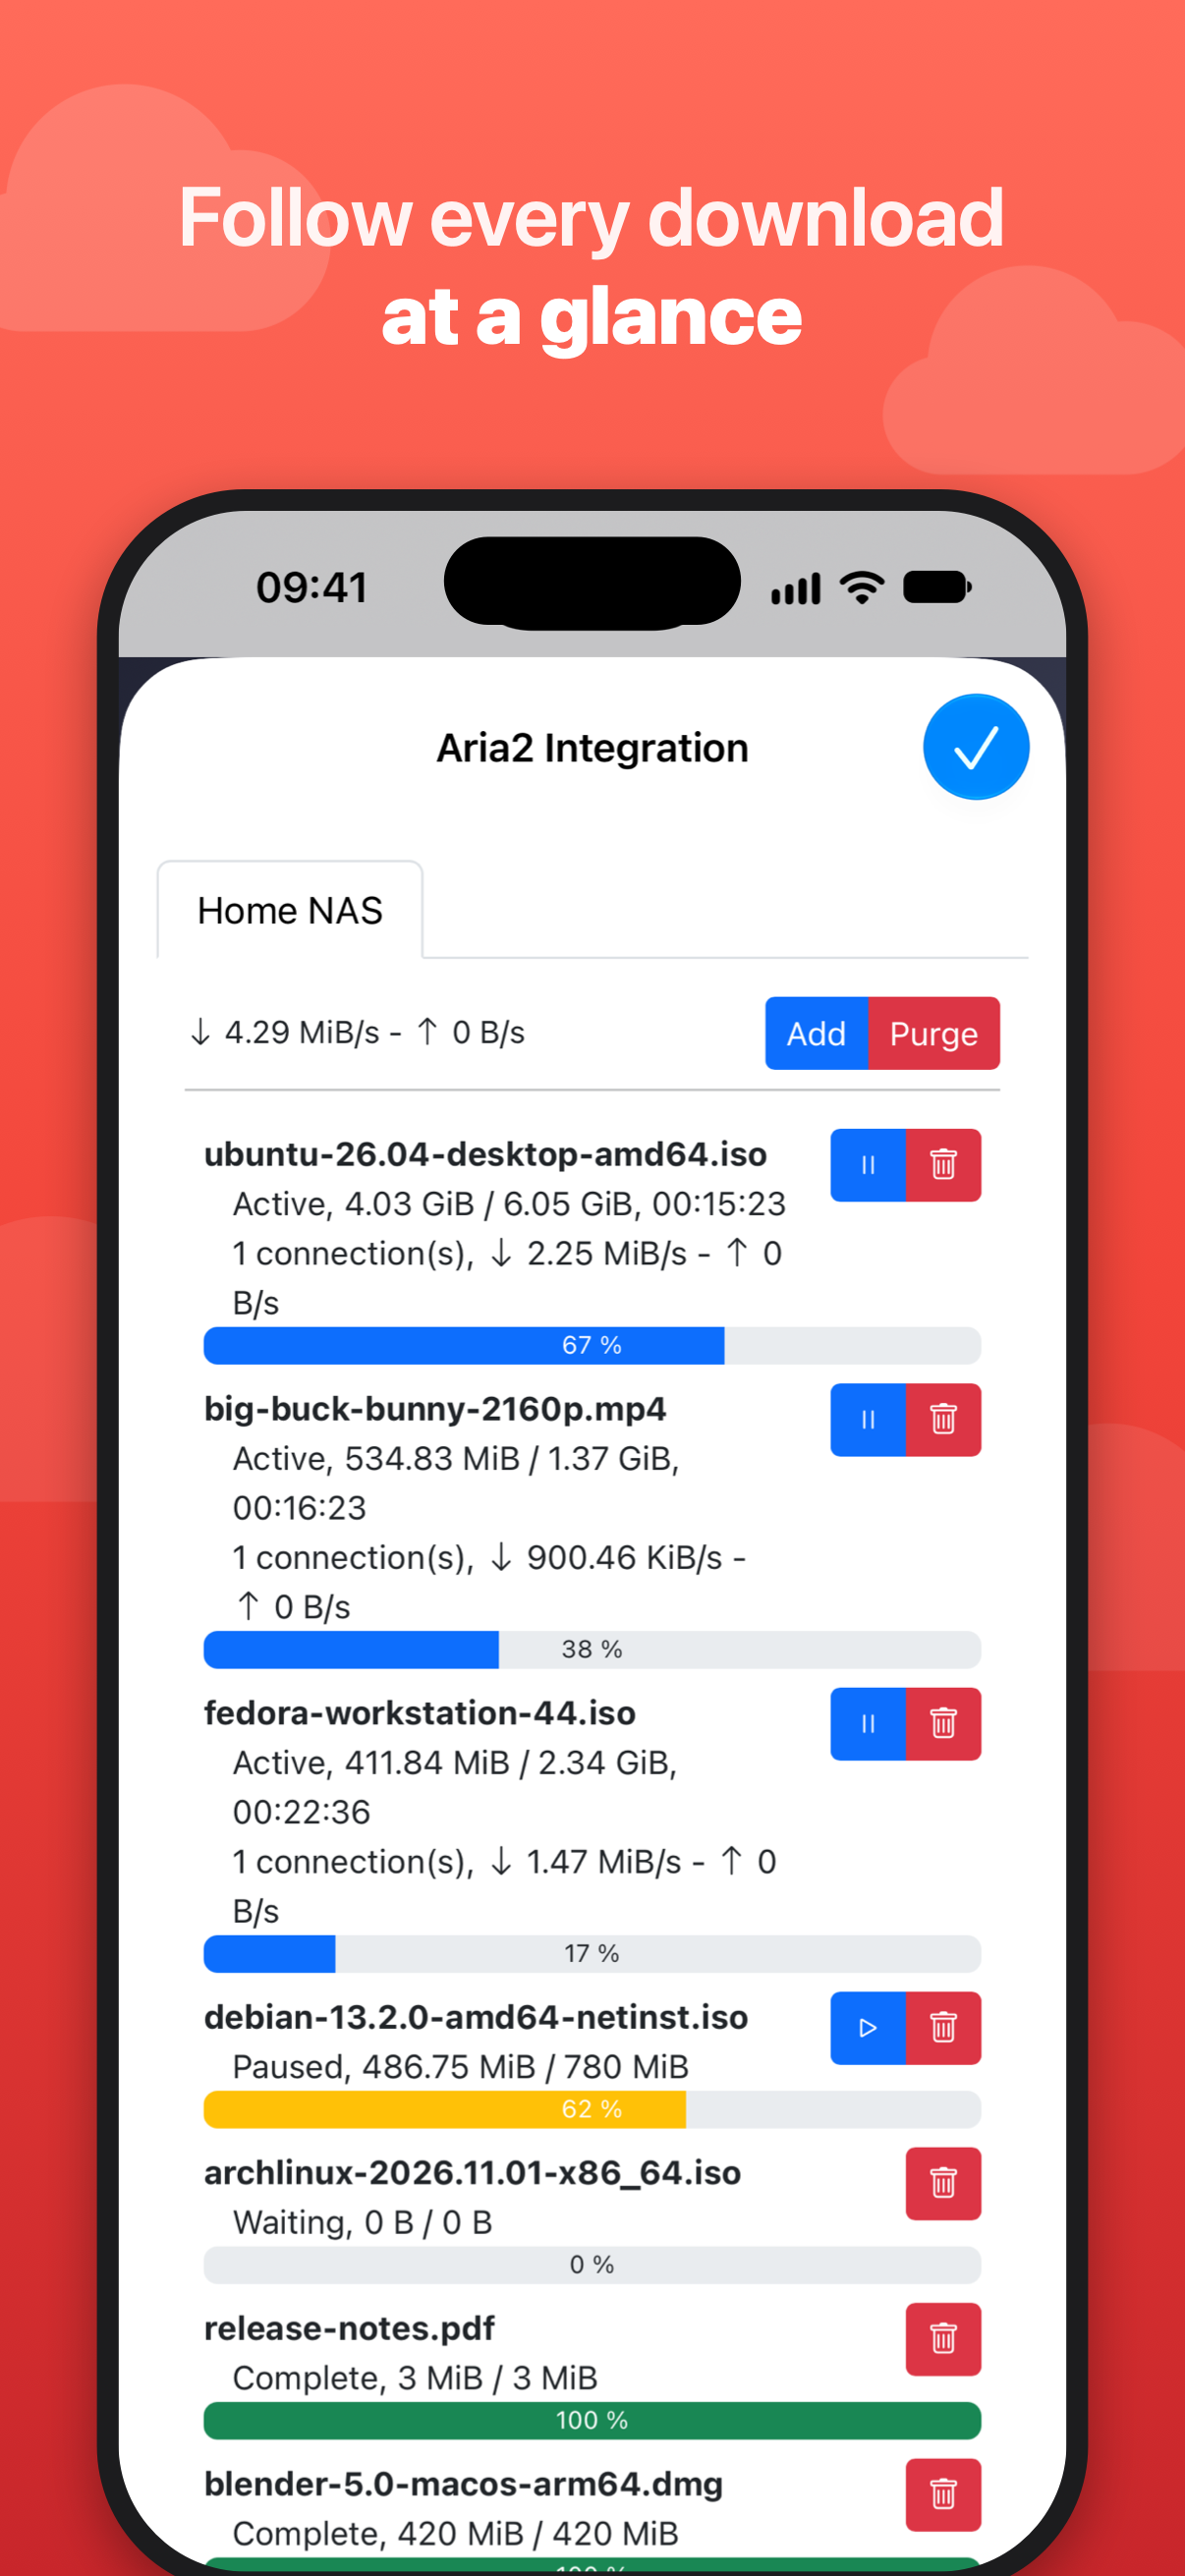 Follow every download
at a glance
09:41
Aria2 Integration
Home NAS
↓ 4.29 MiB/s - ↑ 0 B/s
Add Purge
ubuntu-26.04-desktop-amd64.iso
Active, 4.03 GiB / 6.05 GiB, 00:15:23
1 connection(s), ↓ 2.25 MiB/s - ↑ 0
B/s
67 %
big-buck-bunny-2160p.mp4
Active, 534.83 MiB / 1.37 GiB,
00:16:23
1 connection(s), ↓ 900.46 KiB/s -
↑ 0 B/s
38 %
fedora-workstation-44.iso
Active, 411.84 MiB / 2.34 GiB,
00:22:36
1 connection(s), ↓ 1.47 MiB/s - ↑ 0
B/s
17 %
debian-13.2.0-amd64-netinst.iso
Paused, 486.75 MiB / 780 MiB
62 %
archlinux-2026.11.01-x86_64.iso
Waiting, 0 B / 0 B
0 %
release-notes.pdf
Complete, 3 MiB / 3 MiB
100 %
blender-5.0-macos-arm64.dmg
Complete, 420 MiB / 420 MiB
100 %